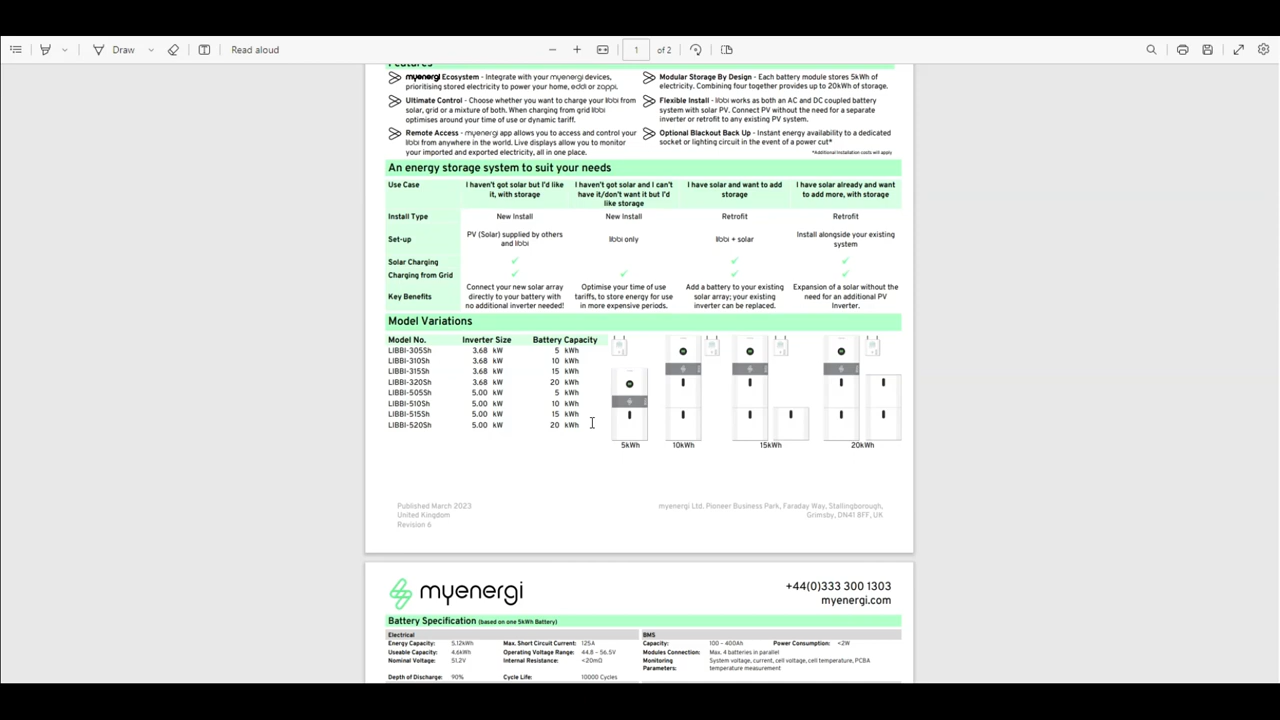 Draw
Read aloud
1
of 2
Features
myenergi Ecosystem - Integrate with your myenergi devices,
prioritising stored electricity to power your home, eddi or zappi.
Ultimate Control - Choose whether you want to charge your libbi from
solar, grid or a mixture of both. When charging from grid libbi
optimises around your time of use or dynamic tariff.
Remote Access - myenergi app allows you to access and control your
libbi from anywhere in the world. Live displays allow you to monitor
your imported and exported electricity, all in one place.
Modular Storage By Design - Each battery module stores 5kWh of
electricity. Combining four together provides up to 20kWh of storage.
Flexible Install - libbi works as both an AC and DC coupled battery
system with solar PV. Connect PV without the need for a separate
inverter or retrofit to any existing PV system.
Optional Blackout Back Up - Instant energy availability to a dedicated
socket or lighting circuit in the event of a power cut*
*Additional installation costs will apply
An energy storage system to suit your needs
Use Case
I haven't got solar but I'd like
it, with storage
I haven't got solar and I can't
have it/don't want it but I'd
like storage
I have solar and want to add
storage
I have solar already and want
to add more, with storage
Install Type New Install New Install Retrofit Retrofit
Set-up
PV (Solar) supplied by others
and libbi
libbi only
libbi + solar
Install alongside your existing
system
Solar Charging ✓ ✓ ✓
Charging from Grid ✓ ✓ ✓ ✓
Key Benefits
Connect your new solar array
directly to your battery with
no additional inverter needed!
Optimise your time of use
tariffs, to store energy for use
in more expensive periods.
Add a battery to your existing
solar array; your existing
inverter can be replaced.
Expansion of a solar without the
need for an additional PV
Inverter.
Model Variations
Model No. Inverter Size Battery Capacity
LIBBI-305Sh 3.68 kW 5 kWh
LIBBI-310Sh 3.68 kW 10 kWh
LIBBI-315Sh 3.68 kW 15 kWh
LIBBI-320Sh 3.68 kW 20 kWh
LIBBI-505Sh 5.00 kW 5 kWh
LIBBI-510Sh 5.00 kW 10 kWh
LIBBI-515Sh 5.00 kW 15 kWh
LIBBI-520Sh 5.00 kW 20 kWh
5kWh 10kWh 15kWh 20kWh
Published March 2023
United Kingdom
Revision 6
myenergi Ltd. Pioneer Business Park, Faraday Way, Stallingborough,
Grimsby, DN41 8FF, UK
myenergi
+44(0)333 300 1303
myenergi.com
Battery Specification (based on one 5kWh Battery)
Electrical BMS
Energy Capacity: 5.12kWh Max. Short Circuit Current: 125A Capacity: 100 – 400Ah Power Consumption: <2W
Useable Capacity: 4.6kWh Operating Voltage Range: 44.8 – 56.5V Modules Connection: Max. 4 batteries in parallel
Nominal Voltage: 51.2V Internal Resistance: <20mΩ Monitoring System voltage, current, cell voltage, cell temperature, PCBA
Parameters: temperature measurement
Depth of Discharge: 90% Cycle Life: 10000 Cycles